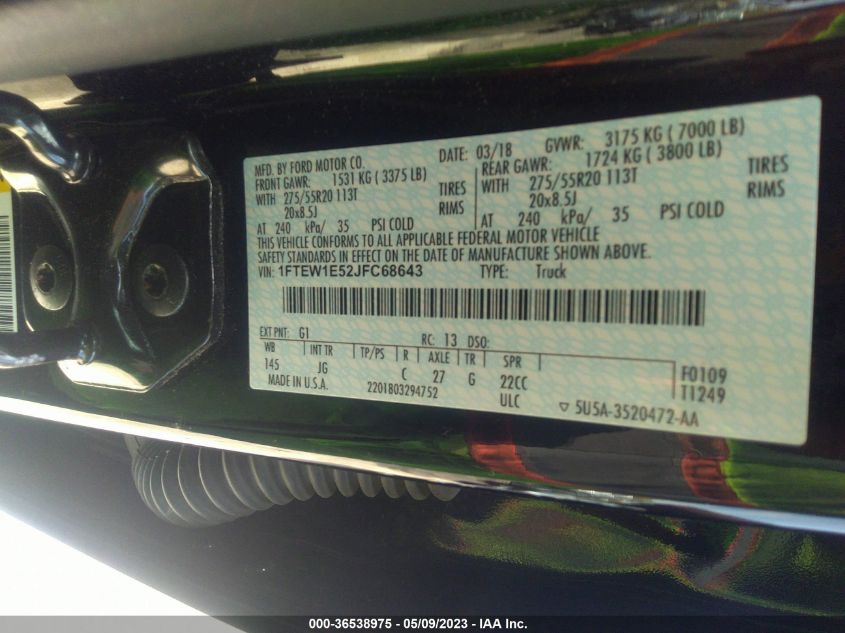 MFD. BY FORD MOTOR CO. DATE: 03/18 GVWR: 3175 KG ( 7000 LB)
FRONT GAWR: 1531 KG ( 3375 LB) REAR GAWR: 1724 KG ( 3800 LB)
WITH 275/55R20 113T TIRES WITH 275/55R20 113T TIRES
20x8.5J RIMS 20x8.5J RIMS
AT 240 kPa/ 35 PSI COLD AT 240 kPa/ 35 PSI COLD
THIS VEHICLE CONFORMS TO ALL APPLICABLE FEDERAL MOTOR VEHICLE
SAFETY STANDARDS IN EFFECT ON THE DATE OF MANUFACTURE SHOWN ABOVE.
VIN: 1FTEW1E52JFC68643 TYPE: Truck
EXT PNT: G1 RC: 13 DSO:
WB INT TR TP/PS R AXLE TR SPR
145 JG C 27 G 22CC F0109
ULC T1249
MADE IN U.S.A. 2201803294752 ▽ 5U5A-3520472-AA
000-36538975 — 05/09/2023 — IAA Inc.